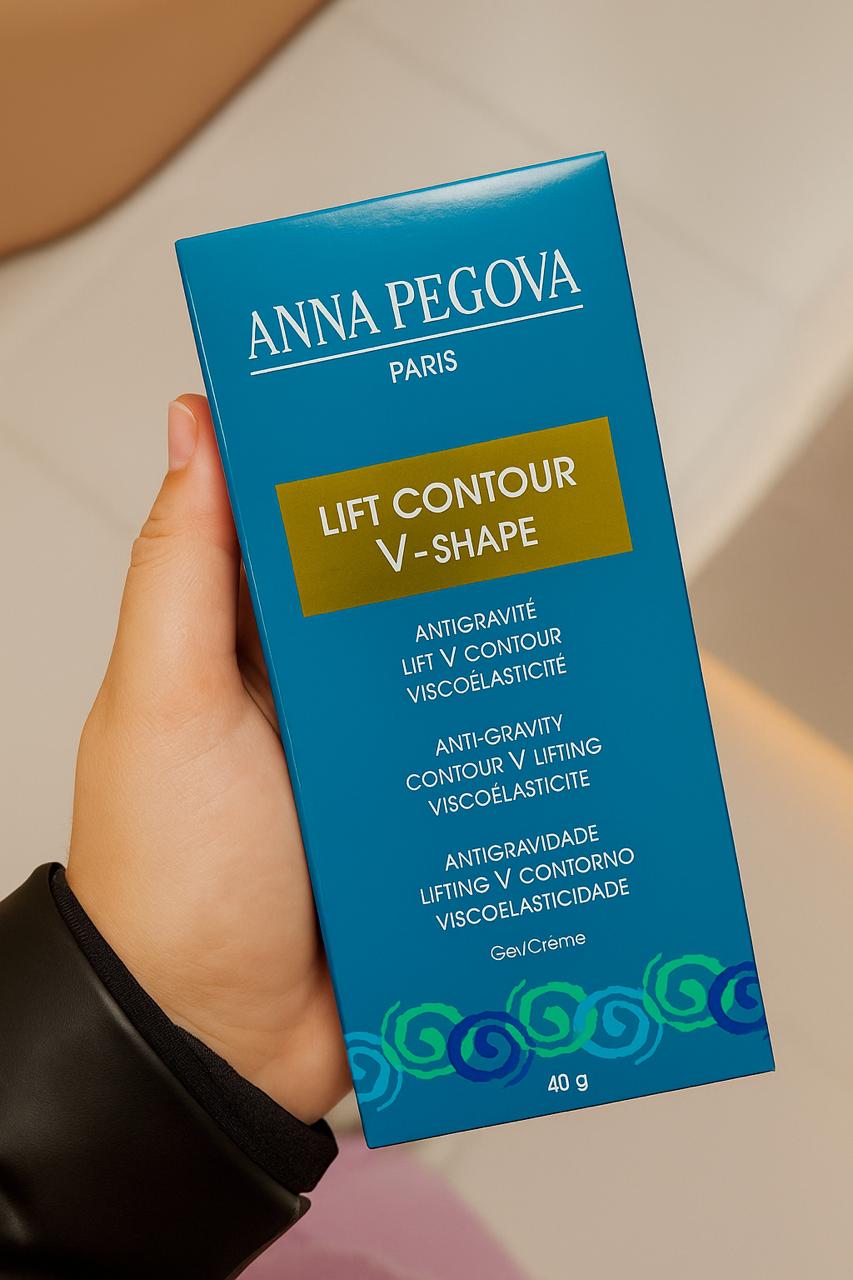 ANNA PEGOVA
PARIS
LIFT CONTOUR
V-SHAPE
ANTIGRAVITÉ
LIFT V CONTOUR
VISCOÉLASTICITÉ
ANTI-GRAVITY
CONTOUR V LIFTING
VISCOÉLASTICITE
ANTIGRAVIDADE
LIFTING V CONTORNO
VISCOELASTICIDADE
Gel/Créme
40 g